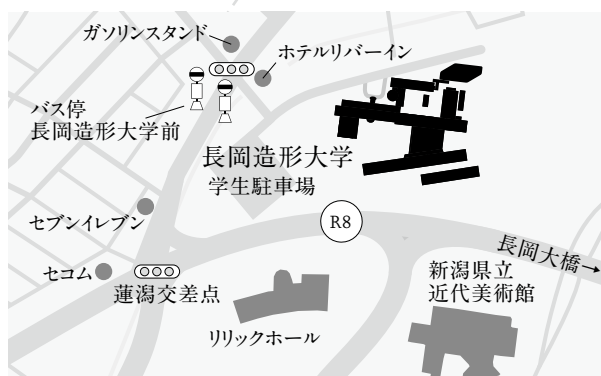 ガソリンスタンド
ホテルリバーイン
バス停
長岡造形大学前
長岡造形大学
学生駐車場
セブンイレブン
R8
長岡大橋→
セコム
蓮潟交差点
新潟県立
近代美術館
リリックホール